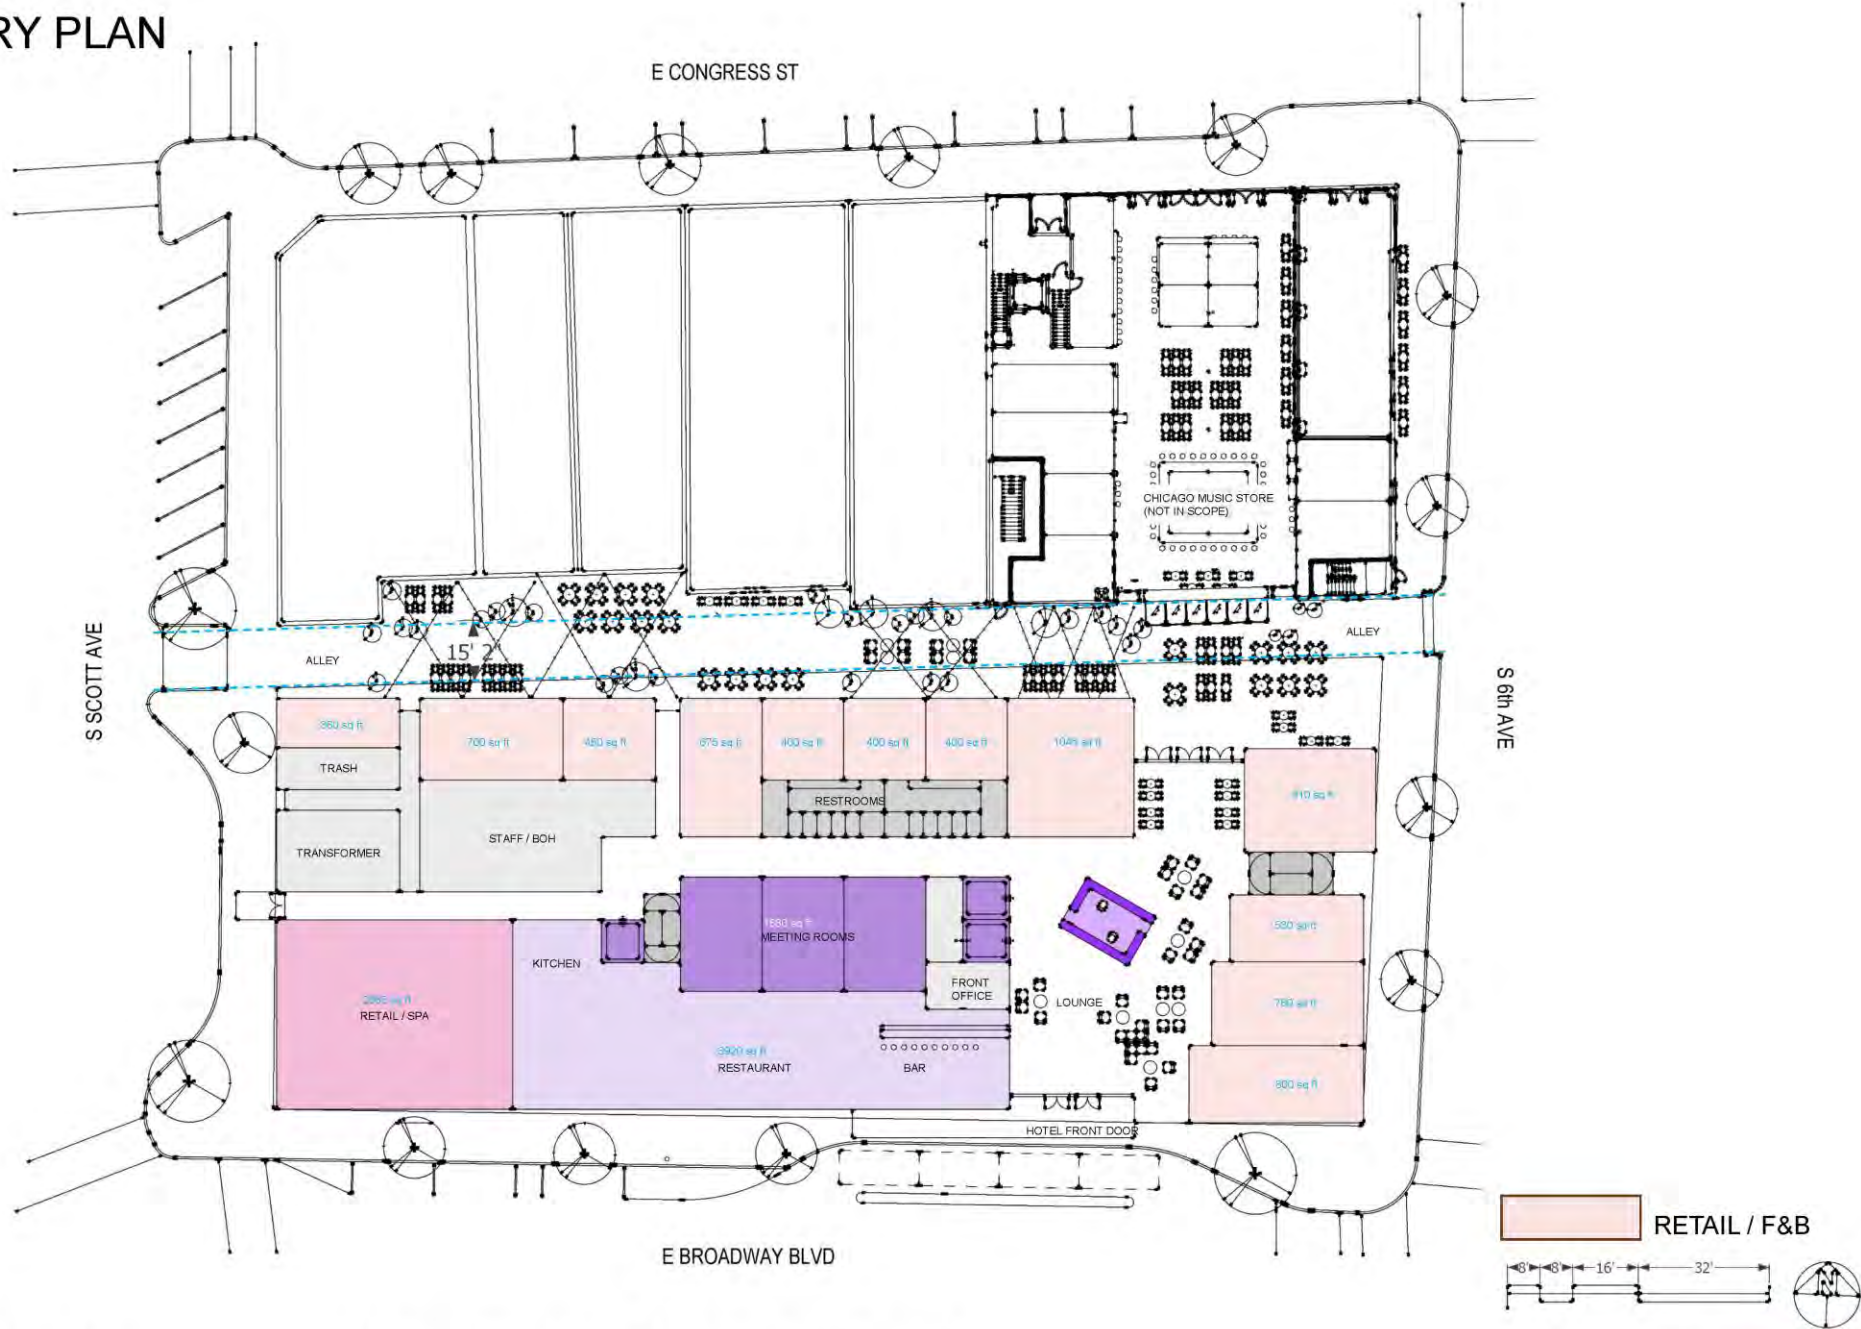 RY PLAN
E CONGRESS ST
CHICAGO MUSIC STORE
(NOT IN SCOPE)
S SCOTT AVE
ALLEY
15' 2"
ALLEY
S 6th AVE
360 sq ft
700 sq ft
480 sq ft
675 sq ft
400 sq ft
400 sq ft
400 sq ft
1045 sq ft
TRASH
RESTROOMS
910 sq ft
STAFF / BOH
TRANSFORMER
MEETING ROOMS
580 sq ft
KITCHEN
FRONT
OFFICE
LOUNGE
780 sq ft
RETAIL / SPA
3920 sq ft
RESTAURANT
BAR
800 sq ft
HOTEL FRONT DOOR
E BROADWAY BLVD
RETAIL / F&B
8' 8' 16' 32'
N